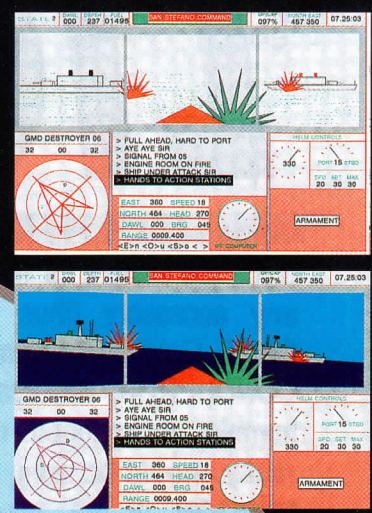 STATE DAWL DEPTH FUEL SAN STEFANO COMMAND UP/CAP NORTH EAST 07.25:03
000 237 01495 097% 457 350
GMD DESTROYER 06
32 00 32
> FULL AHEAD, HARD TO PORT
> AYE AYE SIR
> SIGNAL FROM 05
> ENGINE ROOM ON FIRE
> SHIP UNDER ATTACK SIR
> HANDS TO ACTION STATIONS
EAST 360 SPEED 18
NORTH 464 HEAD 270
DAWL 000 BRG 045
RANGE 0009.400
<E>n <O>u <S>o < >
COMPUTER
HELM CONTROLS
330 PORT 15 STBD
SPD SET MAX
20 30 30
ARMAMENT
STATE DAWL DEPTH FUEL SAN STEFANO COMMAND NORTH EAST 07.25:03
000 237 01495 097% 457 350
GMD DESTROYER 06
32 00 32
> FULL AHEAD, HARD TO PORT
> AYE AYE SIR
> SIGNAL FROM 05
> ENGINE ROOM ON FIRE
> SHIP UNDER ATTACK SIR
> HANDS TO ACTION STATIONS
EAST 360 SPEED 18
NORTH 464 HEAD 270
DAWL 000 BRG 045
RANGE 0009.400
HELM CONTROLS
PORT 15 STBD
SPD SET MAX
330 20 30 30
ARMAMENT